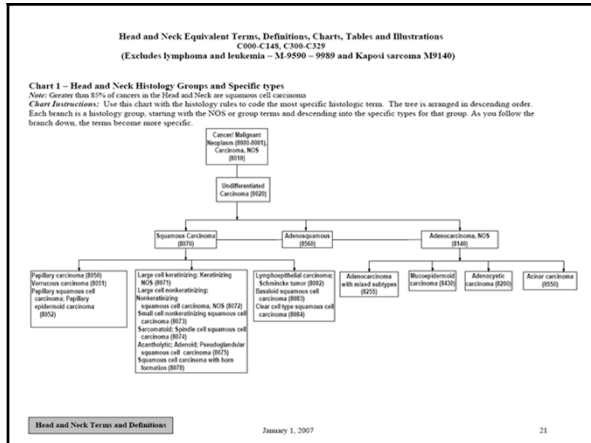 Head and Neck Equivalent Terms, Definitions, Charts, Tables and Illustrations
C000-C148, C300-C329
(Excludes lymphoma and leukemia – M-9590 – 9989 and Kaposi sarcoma M9140)
Chart 1 – Head and Neck Histology Groups and Specific types
Note: Greater than 85% of cancers in the Head and Neck are squamous cell carcinoma
Chart Instructions: Use this chart with the histology rules to code the most specific histologic term. The tree is arranged in descending order.
Each branch is a histology group, starting with the NOS or group terms and descending into the specific types for that group. As you follow the
branch down, the terms become more specific.
Cancer/ Malignant
Neoplasm (8000-8001),
Carcinoma, NOS
(8010)
Undifferentiated
Carcinoma (8020)
Squamous Carcinoma
(8070)
Adenosquamous
(8560)
Adenocarcinoma, NOS
(8140)
Papillary carcinoma (8050)
Verrucous carcinoma (8051)
Papillary squamous cell
carcinoma; Papillary
epidermoid carcinoma
(8052)
Large cell keratinizing; Keratinizing
NOS (8071)
Large cell nonkeratinizing;
Nonkeratinizing
squamous cell carcinoma, NOS (8072)
Small cell nonkeratinizing squamous cell
carcinoma (8073)
Sarcomatoid; Spindle cell squamous cell
carcinoma (8074)
Acantholytic; Adenoid; Pseudoglandular
squamous cell carcinoma (8075)
Squamous cell carcinoma with horn
formation (8078)
Lymphoepithelial carcinoma;
Schmincke tumor (8082)
Basaloid squamous cell
carcinoma (8083)
Clear cell type squamous cell
carcinoma (8084)
Adenocarcinoma
with mixed subtypes
(8255)
Mucoepidermoid
carcinoma (8430)
Adenocystic
carcinoma (8200)
Acinar carcinoma
(8550)
Head and Neck Terms and Definitions
January 1, 2007
21